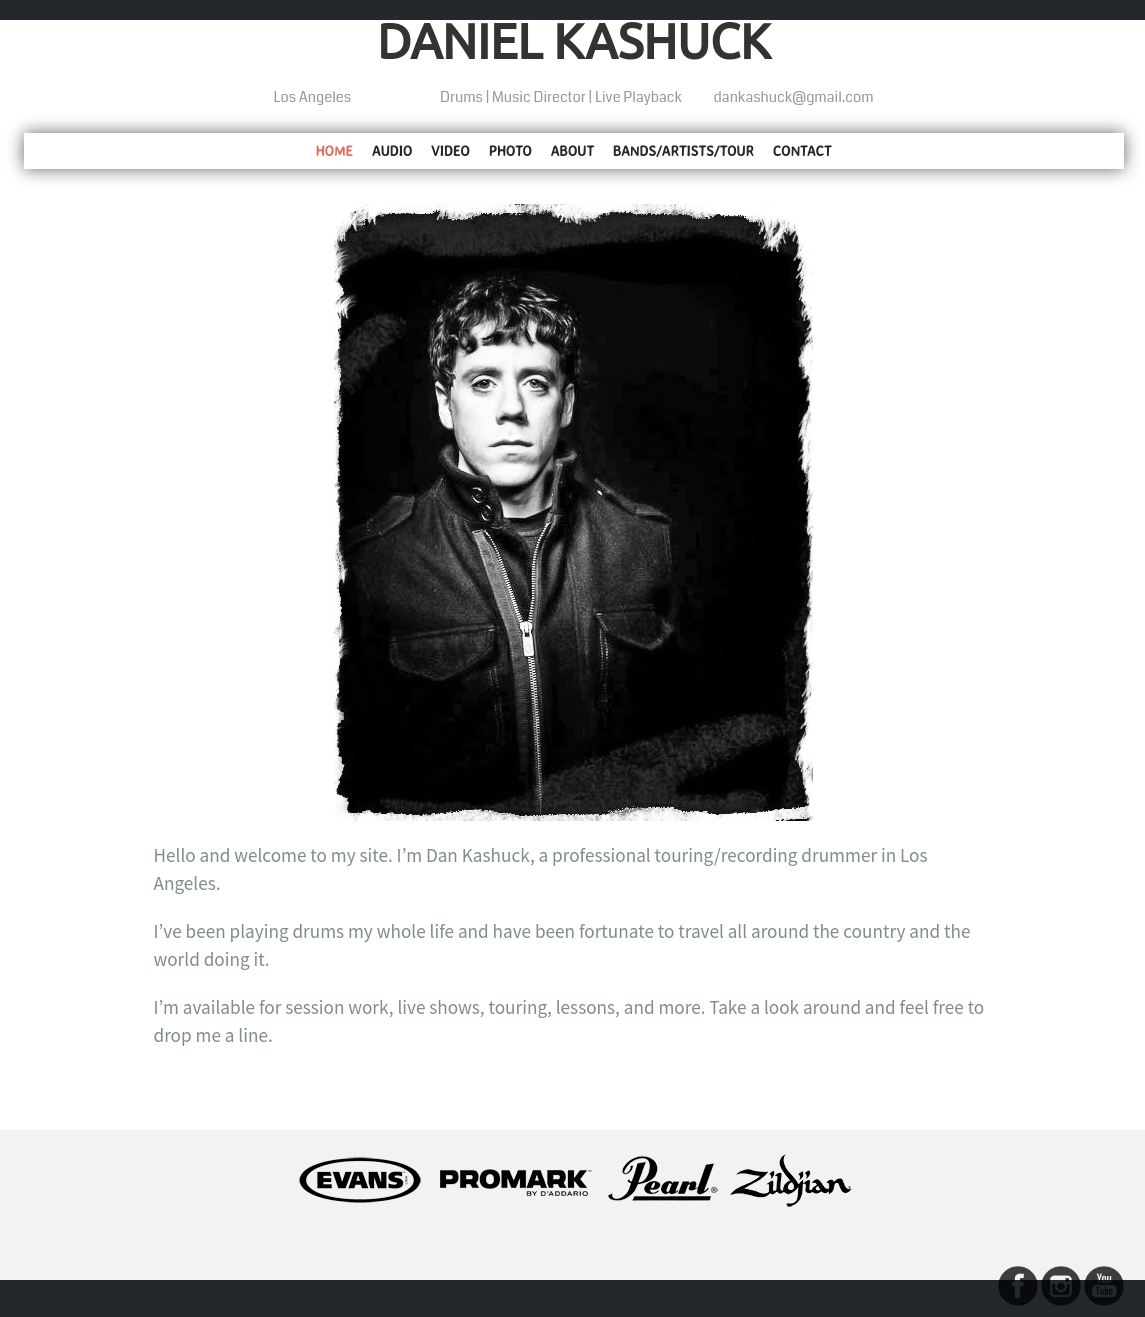 DANIEL KASHUCK
Los Angeles Drums | Music Director | Live Playback dankashuck@gmail.com
HOME AUDIO VIDEO PHOTO ABOUT BANDS/ARTISTS/TOUR CONTACT
Hello and welcome to my site. I’m Dan Kashuck, a professional touring/recording drummer in Los
Angeles.
I’ve been playing drums my whole life and have been fortunate to travel all around the country and the
world doing it.
I’m available for session work, live shows, touring, lessons, and more. Take a look around and feel free to
drop me a line.
EVANS PROMARK Pearl® Zildjian
BY D'ADDARIO
You
Tube